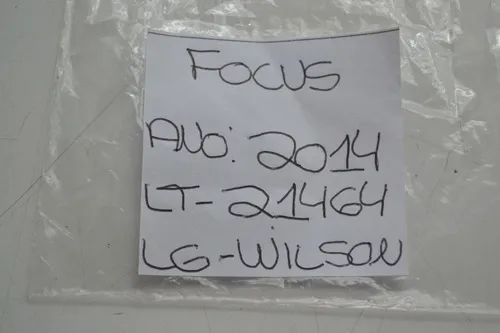 FOCUS
ANO: 2014
LT-21464
LG-WILSON